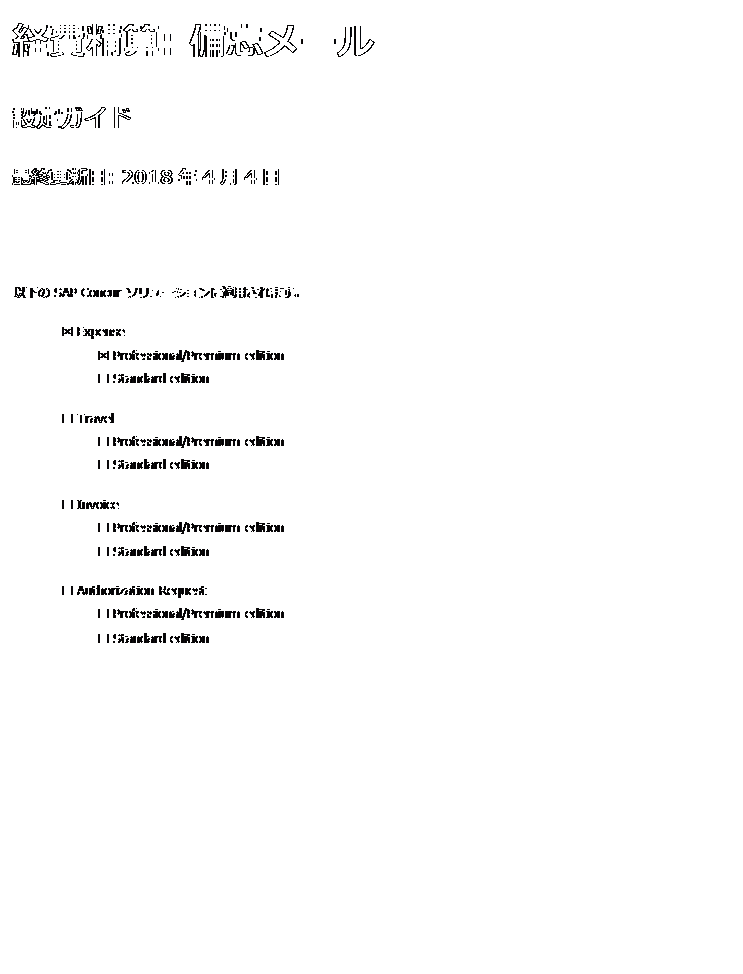 経費精算: 備忘メール
設定ガイド
最終更新日: 2018 年 4 月 4 日
以下の SAP Concur ソリューションに適用されます。
☒ Expense
☒ Professional/Premium edition
☐ Standard edition
☐ Travel
☐ Professional/Premium edition
☐ Standard edition
☐ Invoice
☐ Professional/Premium edition
☐ Standard edition
☐ Authorization Request
☐ Professional/Premium edition
☐ Standard edition